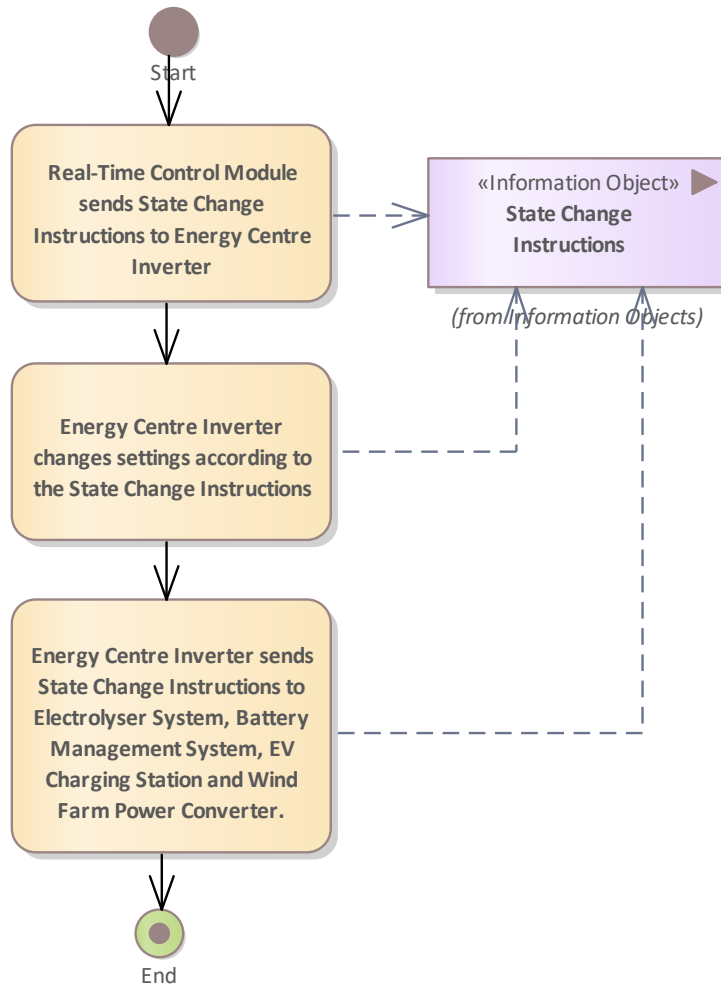 Start
Real-Time Control Module
sends State Change
Instructions to Energy Centre
Inverter
«Information Object»
State Change
Instructions
(from Information Objects)
Energy Centre Inverter
changes settings according to
the State Change Instructions
Energy Centre Inverter sends
State Change Instructions to
Electrolyser System, Battery
Management System, EV
Charging Station and Wind
Farm Power Converter.
End